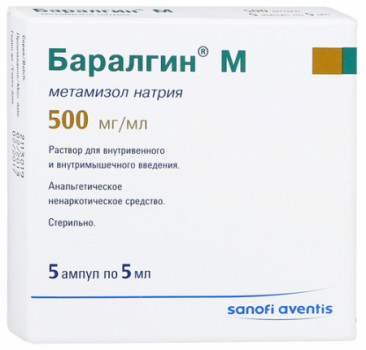 Баралгин® М
метамизол натрия
500 мг/мл
Раствор для внутривенного
и внутримышечного введения.
Анальгетическое
ненаркотическое средство.
Стерильно.
5 ампул по 5 мл
sanofi aventis